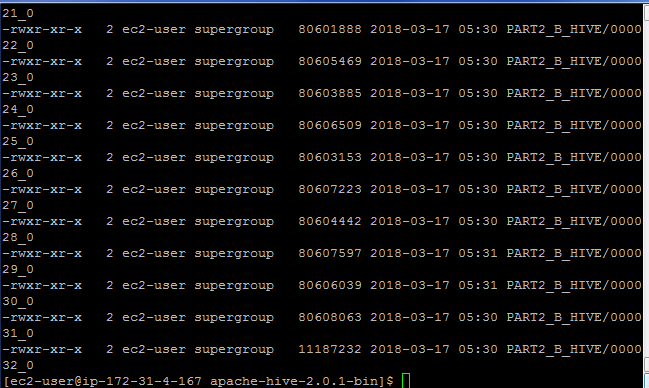 21_0
-rwxr-xr-x   2 ec2-user supergroup   80601888 2018-03-17 05:30 PART2_B_HIVE/0000
22_0
-rwxr-xr-x   2 ec2-user supergroup   80605469 2018-03-17 05:30 PART2_B_HIVE/0000
23_0
-rwxr-xr-x   2 ec2-user supergroup   80603885 2018-03-17 05:30 PART2_B_HIVE/0000
24_0
-rwxr-xr-x   2 ec2-user supergroup   80606509 2018-03-17 05:30 PART2_B_HIVE/0000
25_0
-rwxr-xr-x   2 ec2-user supergroup   80603153 2018-03-17 05:30 PART2_B_HIVE/0000
26_0
-rwxr-xr-x   2 ec2-user supergroup   80607223 2018-03-17 05:30 PART2_B_HIVE/0000
27_0
-rwxr-xr-x   2 ec2-user supergroup   80604442 2018-03-17 05:30 PART2_B_HIVE/0000
28_0
-rwxr-xr-x   2 ec2-user supergroup   80607597 2018-03-17 05:31 PART2_B_HIVE/0000
29_0
-rwxr-xr-x   2 ec2-user supergroup   80606039 2018-03-17 05:31 PART2_B_HIVE/0000
30_0
-rwxr-xr-x   2 ec2-user supergroup   80608063 2018-03-17 05:30 PART2_B_HIVE/0000
31_0
-rwxr-xr-x   2 ec2-user supergroup   11187232 2018-03-17 05:30 PART2_B_HIVE/0000
32_0
[ec2-user@ip-172-31-4-167 apache-hive-2.0.1-bin]$